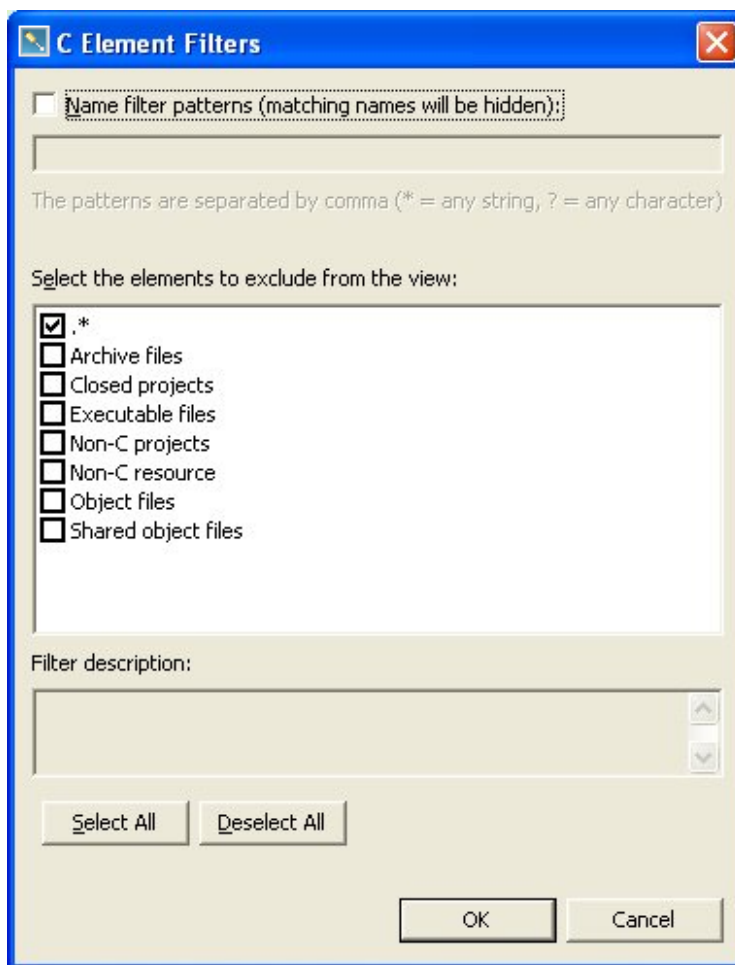 C Element Filters
Name filter patterns (matching names will be hidden):
The patterns are separated by comma (* = any string, ? = any character)
Select the elements to exclude from the view:
.*
Archive files
Closed projects
Executable files
Non-C projects
Non-C resource
Object files
Shared object files
Filter description:
Select All Deselect All
OK Cancel